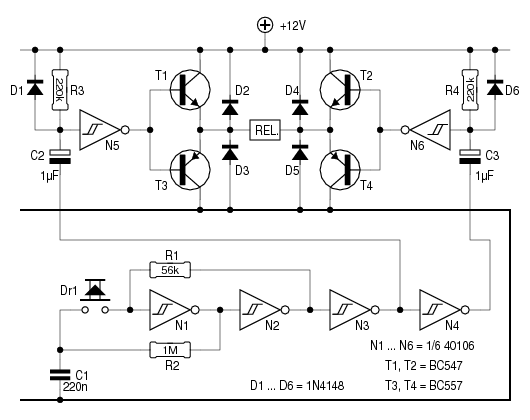 +12V
T1
T2
D1
R3
220k
D2
D4
R4
220k
D6
REL.
C2
N5
N6
C3
1µF
T3
D3
D5
T4
1µF
R1
56k
Dr1
N1
N2
N3
N4
1M
R2
N1 ... N6 = 1/6 40106
T1, T2 = BC547
C1
220n
D1 ... D6 = 1N4148
T3, T4 = BC557